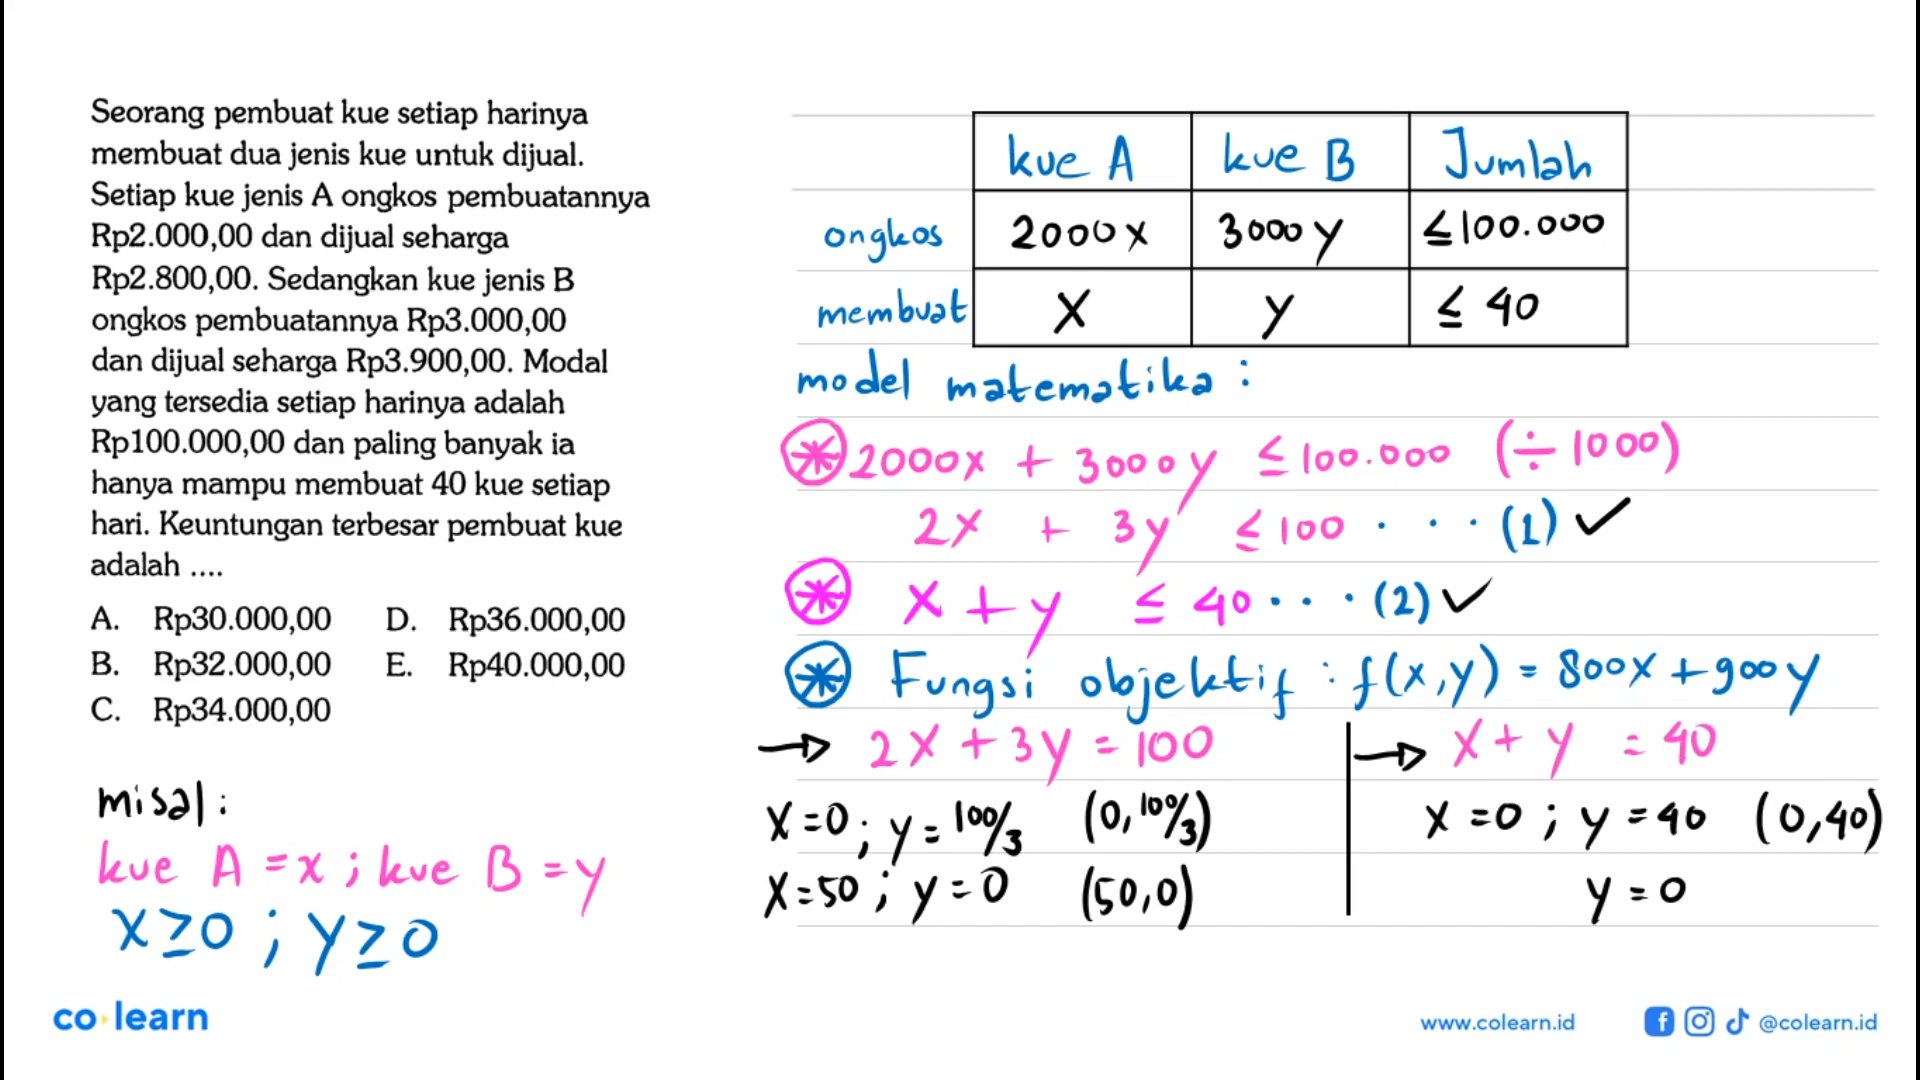 Seorang pembuat kue setiap harinya
membuat dua jenis kue untuk dijual.
Setiap kue jenis A ongkos pembuatannya
Rp2.000,00 dan dijual seharga
Rp2.800,00. Sedangkan kue jenis B
ongkos pembuatannya Rp3.000,00
dan dijual seharga Rp3.900,00. Modal
yang tersedia setiap harinya adalah
Rp100.000,00 dan paling banyak ia
hanya mampu membuat 40 kue setiap
hari. Keuntungan terbesar pembuat kue
adalah ....
A. Rp30.000,00 D. Rp36.000,00
B. Rp32.000,00 E. Rp40.000,00
C. Rp34.000,00
misal :
kue A = x ; kue B = y
x ≥ 0 ; y ≥ 0
kue A kue B Jumlah
ongkos 2000x 3000y ≤ 100.000
membuat x y ≤ 40
model matematika :
* 2000x + 3000y ≤ 100.000 (÷ 1000)
2x + 3y ≤ 100 . . . (1) ✓
* x + y ≤ 40 . . . (2) ✓
* Fungsi objektif : f(x,y) = 800x + 900y
→ 2x + 3y = 100
x = 0 ; y = 100/3 (0, 100/3)
x = 50 ; y = 0 (50,0)
→ x + y = 40
x = 0 ; y = 40 (0,40)
y = 0
co learn
www.colearn.id @colearn.id